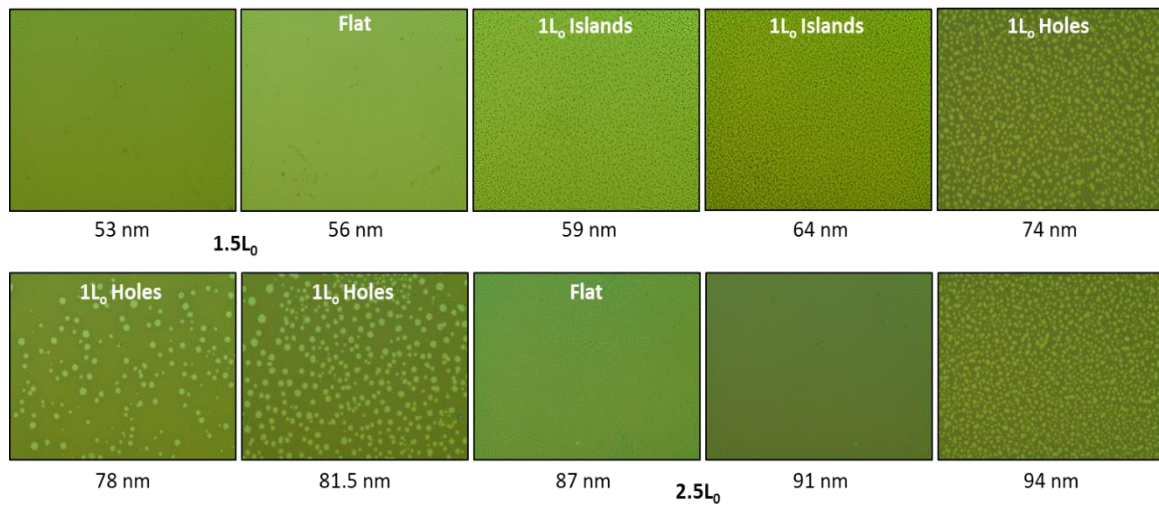 Flat
1Lₒ Islands
1Lₒ Islands
1Lₒ Holes
53 nm
56 nm
59 nm
64 nm
74 nm
1.5L₀
1Lₒ Holes
1Lₒ Holes
Flat
78 nm
81.5 nm
87 nm
91 nm
94 nm
2.5L₀